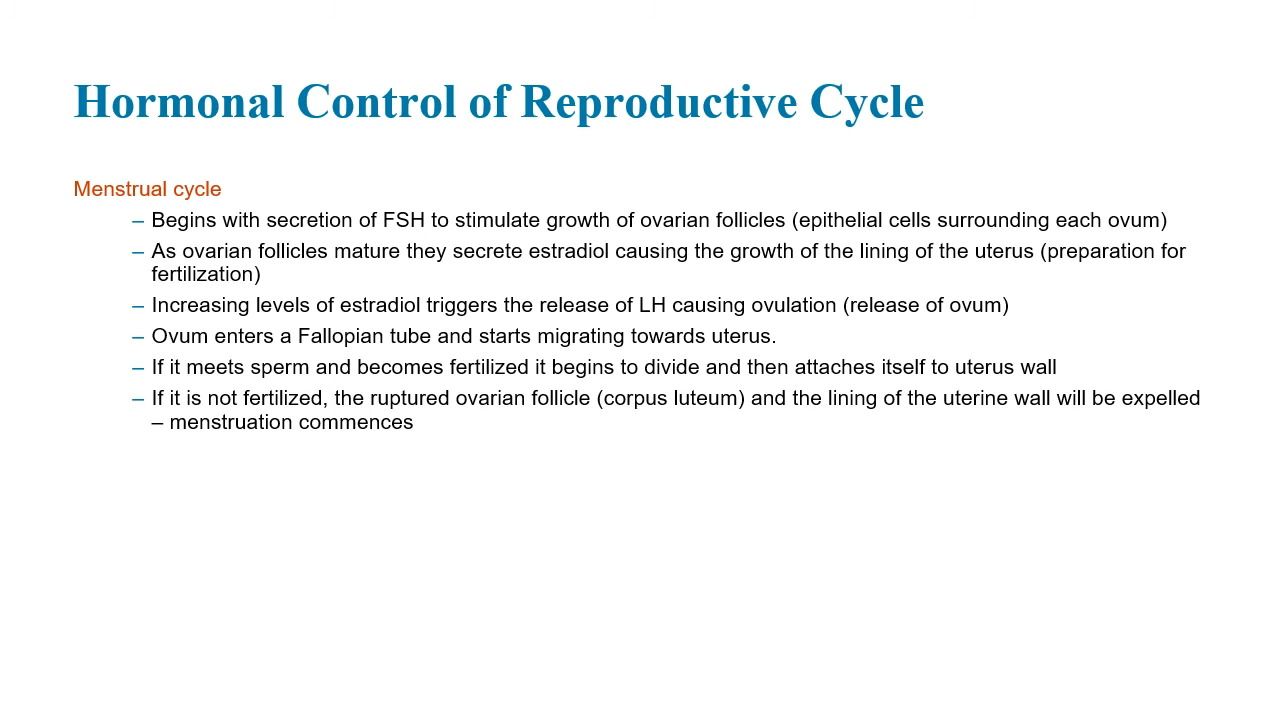 Hormonal Control of Reproductive Cycle
Menstrual cycle
– Begins with secretion of FSH to stimulate growth of ovarian follicles (epithelial cells surrounding each ovum)
– As ovarian follicles mature they secrete estradiol causing the growth of the lining of the uterus (preparation for
fertilization)
– Increasing levels of estradiol triggers the release of LH causing ovulation (release of ovum)
– Ovum enters a Fallopian tube and starts migrating towards uterus.
– If it meets sperm and becomes fertilized it begins to divide and then attaches itself to uterus wall
– If it is not fertilized, the ruptured ovarian follicle (corpus luteum) and the lining of the uterine wall will be expelled
– menstruation commences